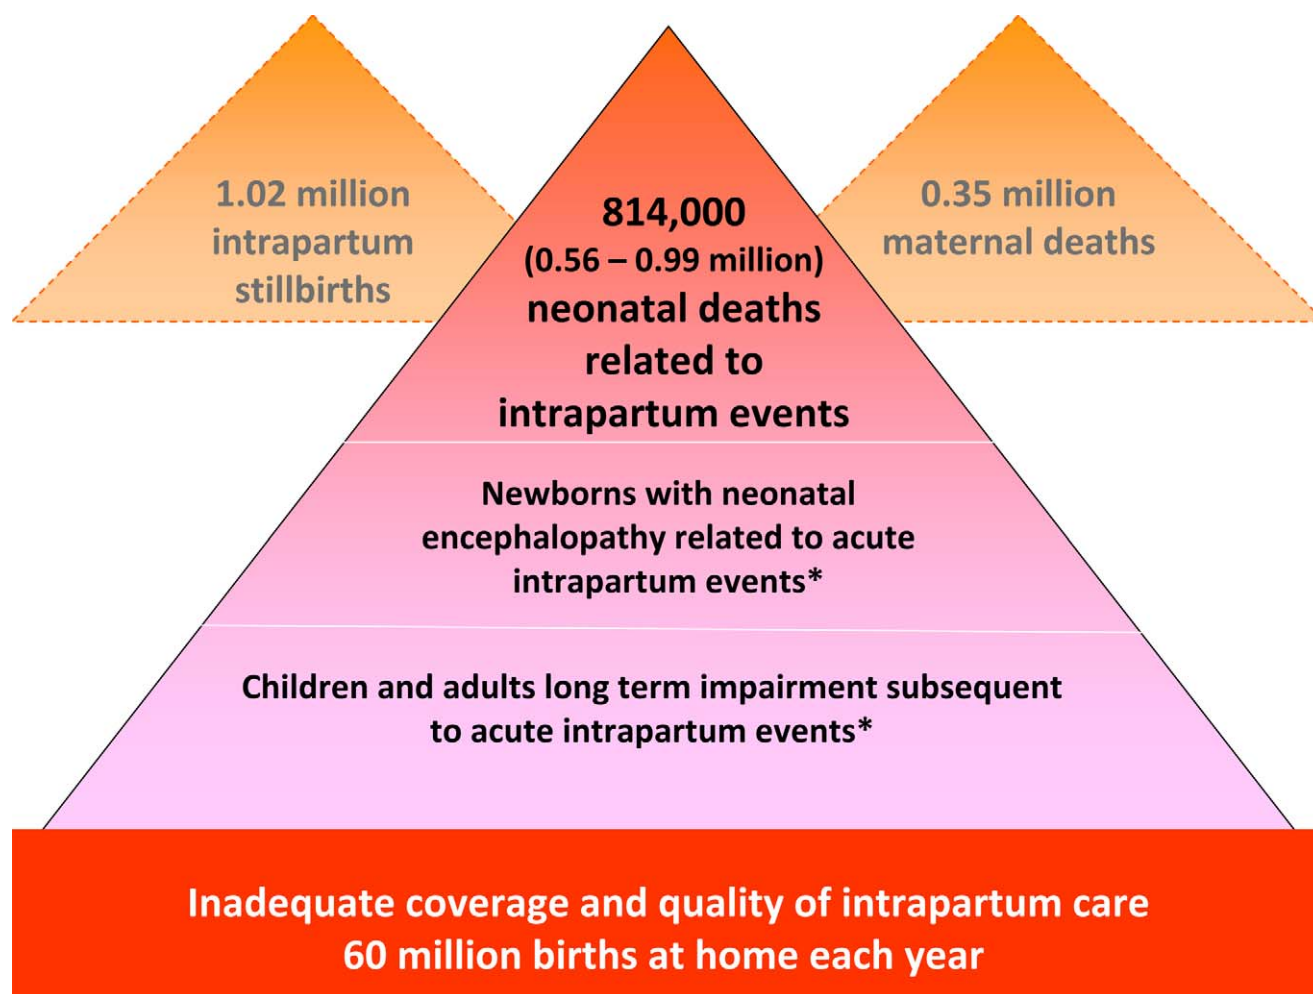 1.02 million
intrapartum
stillbirths
814,000
(0.56 – 0.99 million)
neonatal deaths
related to
intrapartum events
0.35 million
maternal deaths
Newborns with neonatal
encephalopathy related to acute
intrapartum events*
Children and adults long term impairment subsequent
to acute intrapartum events*
Inadequate coverage and quality of intrapartum care
60 million births at home each year